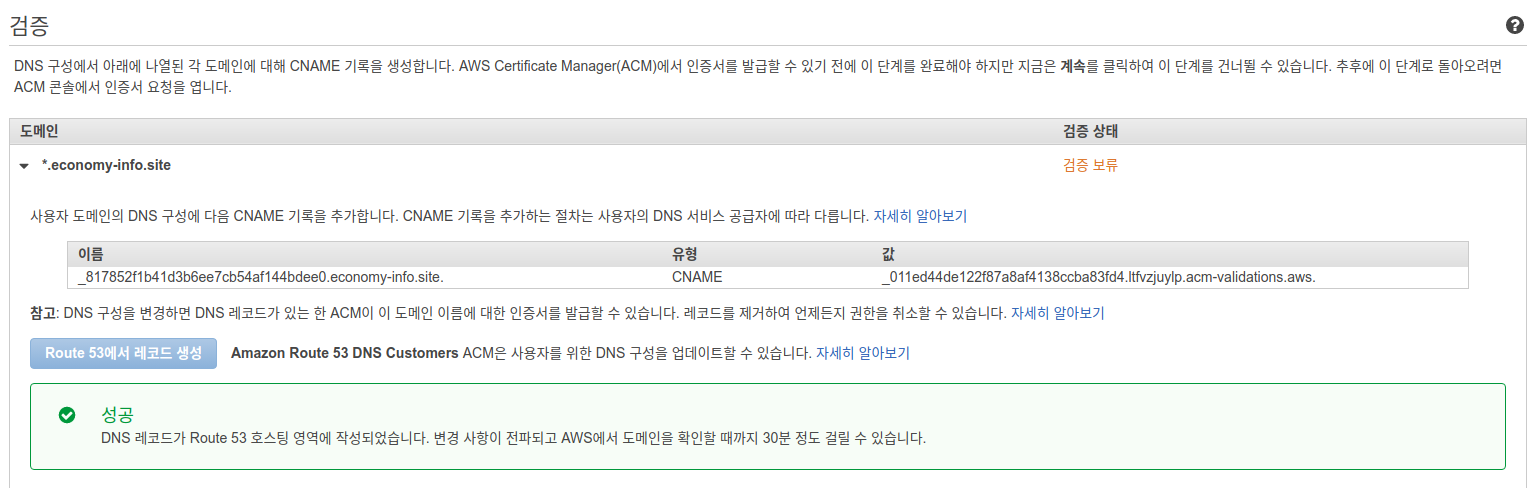 검증
DNS 구성에서 아래에 나열된 각 도메인에 대해 CNAME 기록을 생성합니다. AWS Certificate Manager(ACM)에서 인증서를 발급할 수 있기 전에 이 단계를 완료해야 하지만 지금은 계속를 클릭하여 이 단계를 건너뛸 수 있습니다. 추후에 이 단계로 돌아오려면
ACM 콘솔에서 인증서 요청을 엽니다.
도메인 검증 상태
*.economy-info.site 검증 보류
사용자 도메인의 DNS 구성에 다음 CNAME 기록을 추가합니다. CNAME 기록을 추가하는 절차는 사용자의 DNS 서비스 공급자에 따라 다릅니다. 자세히 알아보기
이름 유형 값
_817852f1b41d3b6ee7cb54af144bdee0.economy-info.site. CNAME _011ed44de122f87a8af4138ccba83fd4.ltfvzjuylp.acm-validations.aws.
참고: DNS 구성을 변경하면 DNS 레코드가 있는 한 ACM이 이 도메인 이름에 대한 인증서를 발급할 수 있습니다. 레코드를 제거하여 언제든지 권한을 취소할 수 있습니다. 자세히 알아보기
Route 53에서 레코드 생성 Amazon Route 53 DNS Customers ACM은 사용자를 위한 DNS 구성을 업데이트할 수 있습니다. 자세히 알아보기
성공
DNS 레코드가 Route 53 호스팅 영역에 작성되었습니다. 변경 사항이 전파되고 AWS에서 도메인을 확인할 때까지 30분 정도 걸릴 수 있습니다.